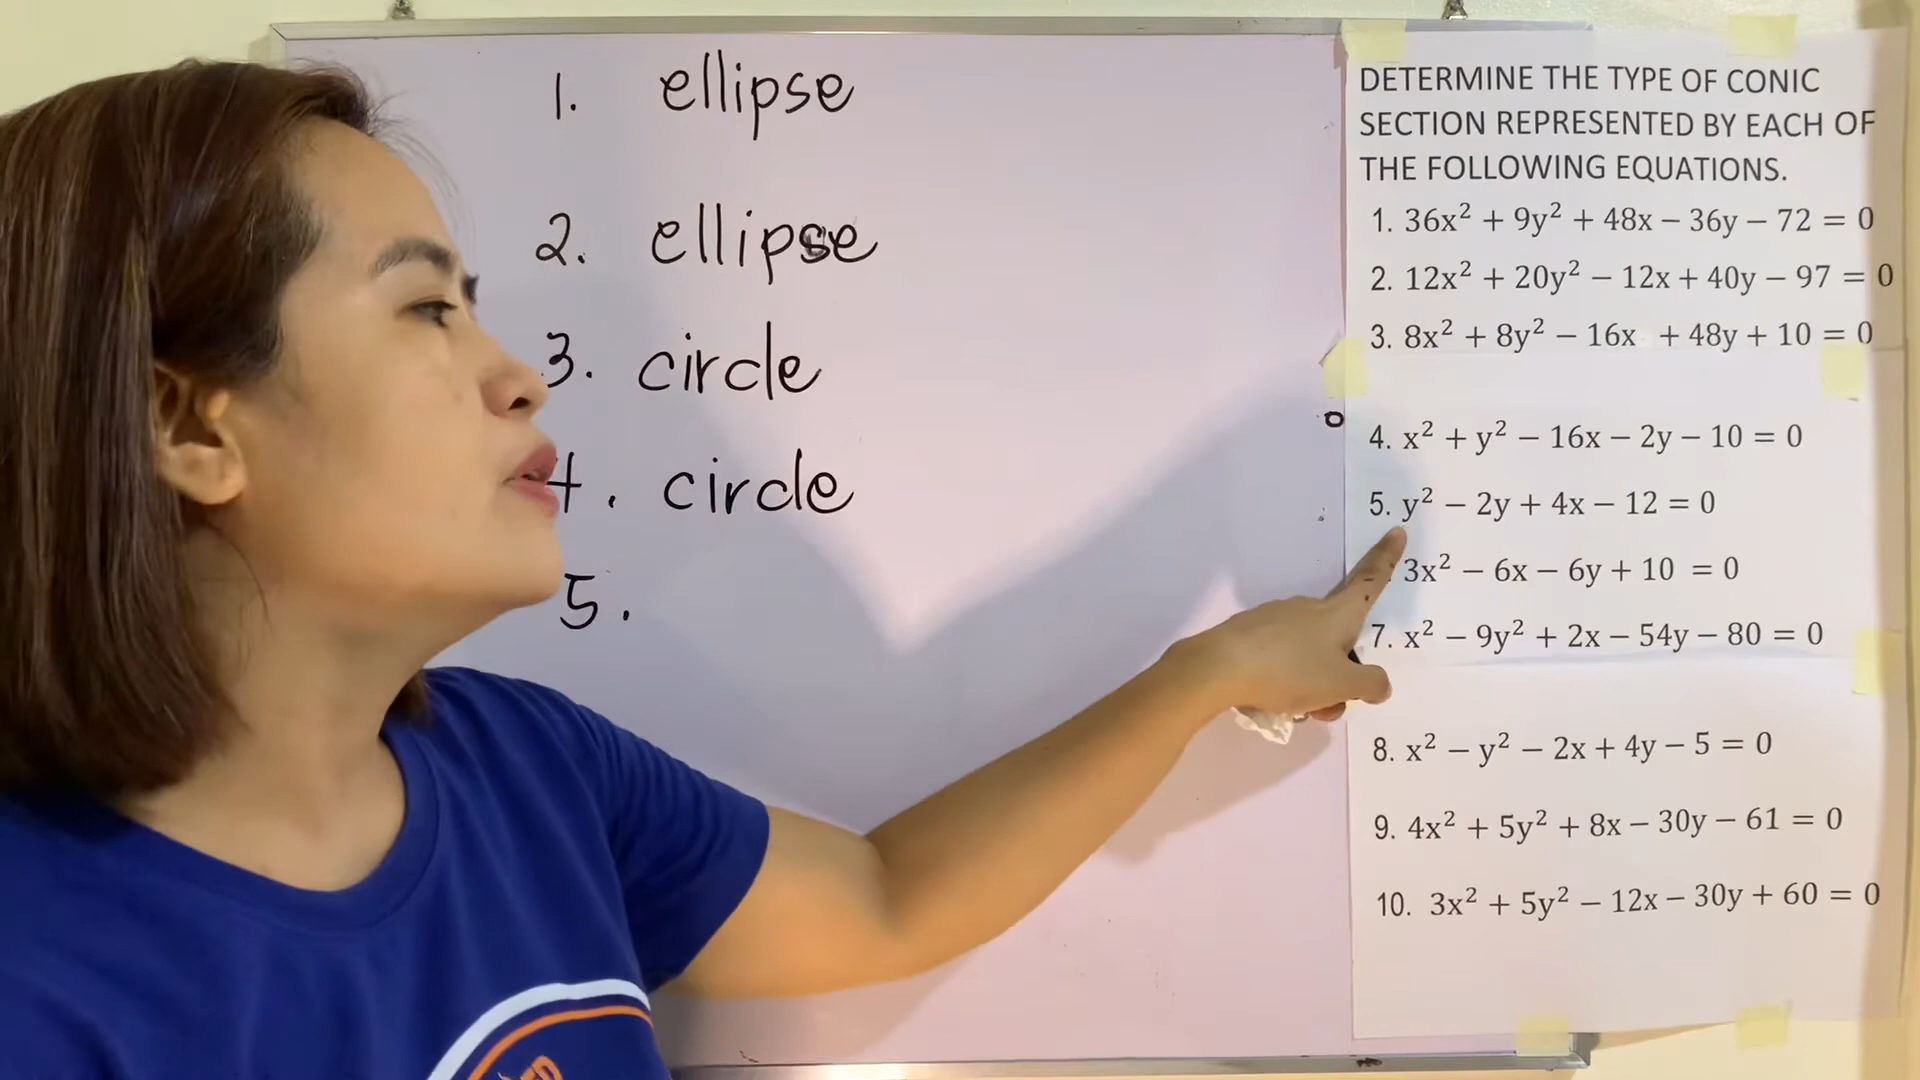 1. ellipse
2. ellipse
3. circle
4. circle
5.
DETERMINE THE TYPE OF CONIC
SECTION REPRESENTED BY EACH OF
THE FOLLOWING EQUATIONS.
1. 36x² + 9y² + 48x − 36y − 72 = 0
2. 12x² + 20y² − 12x + 40y − 97 = 0
3. 8x² + 8y² − 16x + 48y + 10 = 0
4. x² + y² − 16x − 2y − 10 = 0
5. y² − 2y + 4x − 12 = 0
3x² − 6x − 6y + 10 = 0
7. x² − 9y² + 2x − 54y − 80 = 0
8. x² − y² − 2x + 4y − 5 = 0
9. 4x² + 5y² + 8x − 30y − 61 = 0
10. 3x² + 5y² − 12x − 30y + 60 = 0